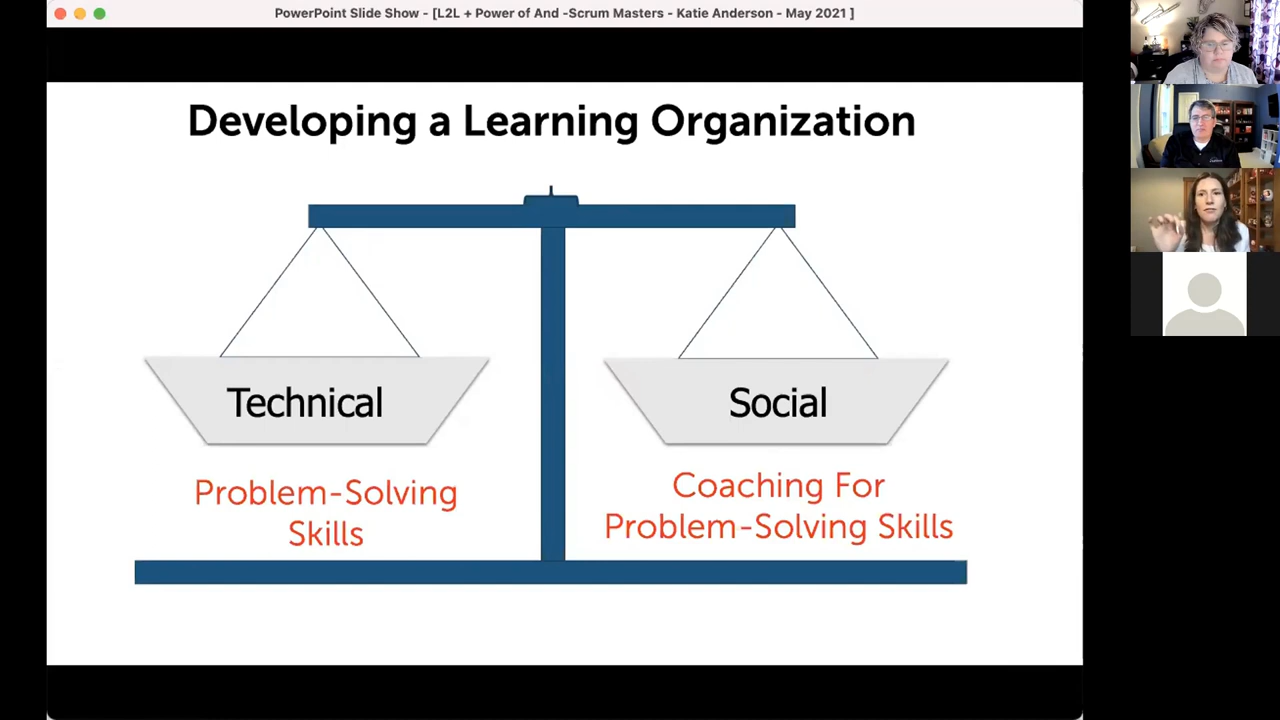 PowerPoint Slide Show - [L2L + Power of And -Scrum Masters - Katie Anderson - May 2021 ]
Developing a Learning Organization
Technical
Social
Problem-Solving
Skills
Coaching For
Problem-Solving Skills